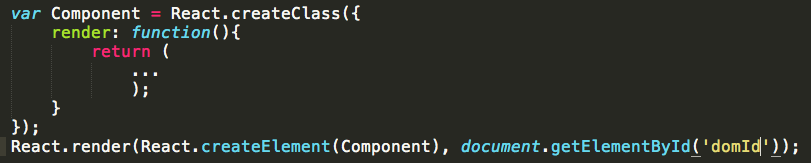 var Component = React.createClass({
    render: function(){
        return (
            ...
            );
    }
});
React.render(React.createElement(Component), document.getElementById('domId'));